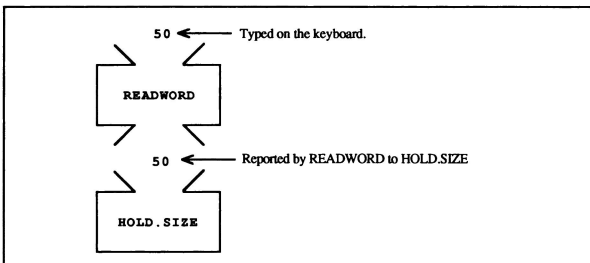 50 Typed on the keyboard.
READWORD
50 Reported by READWORD to HOLD.SIZE
HOLD.SIZE